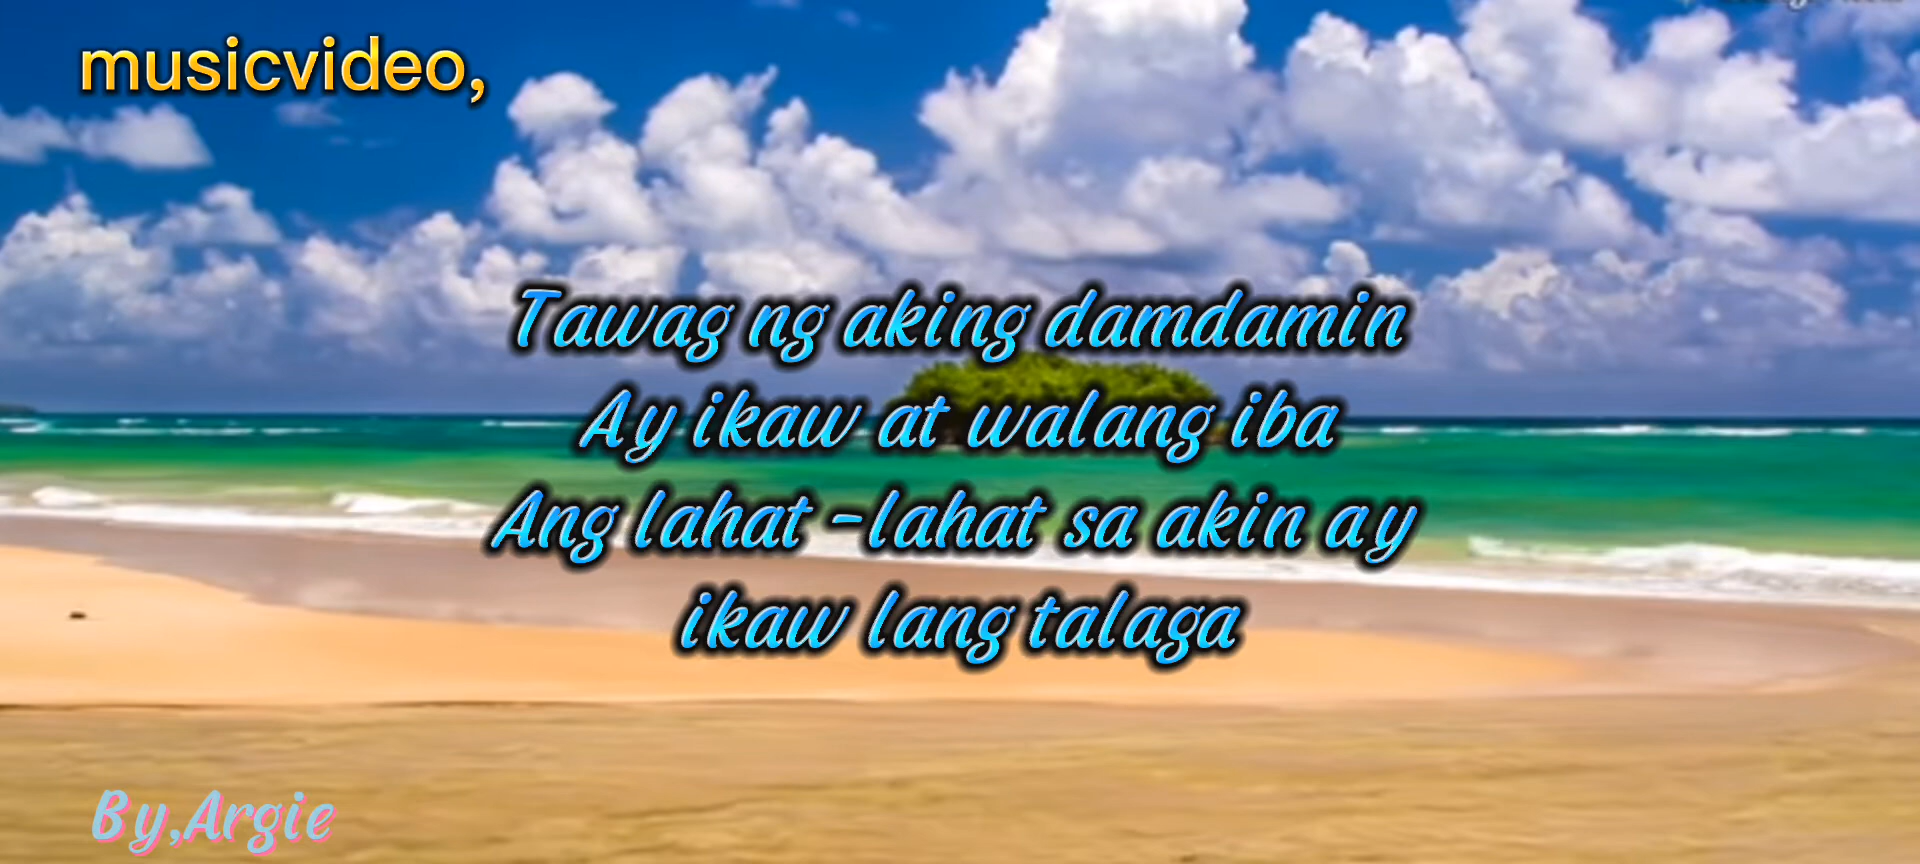 musicvideo,
Tawag ng aking damdamin
Ay ikaw at walang iba
Ang lahat -lahat sa akin ay
ikaw lang talaga
By,Argie